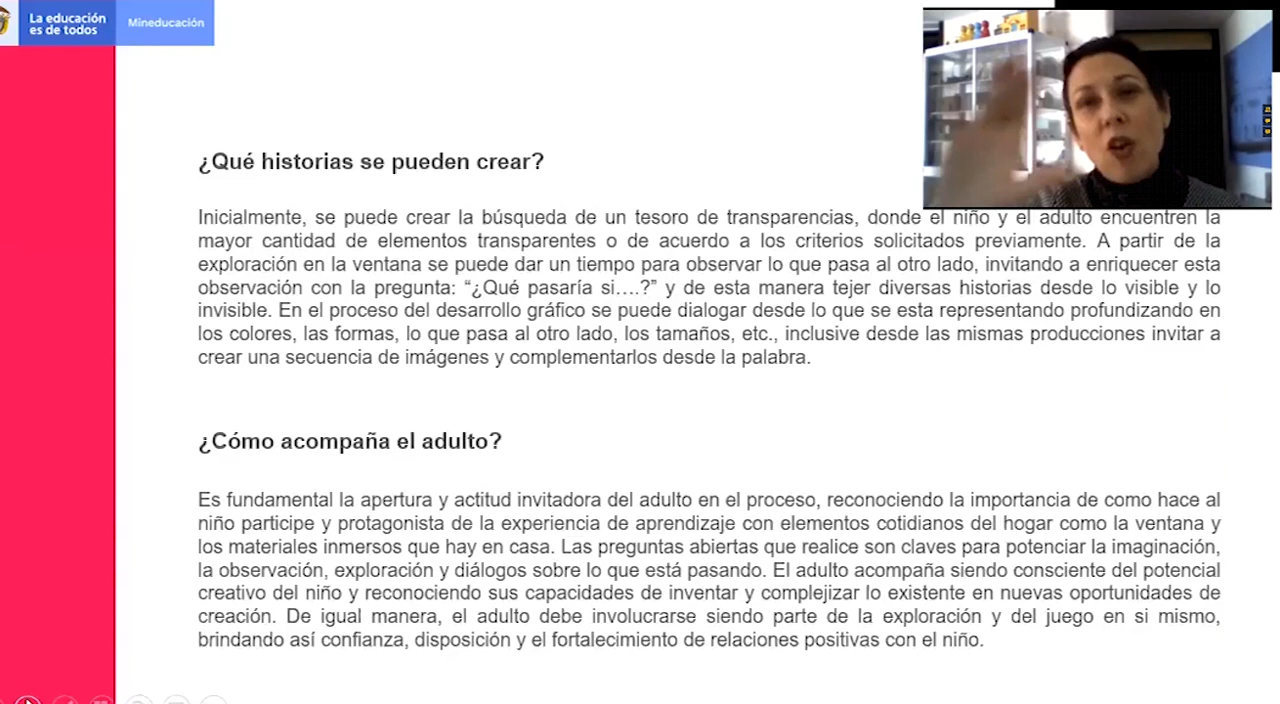 La educación
es de todos
Mineducación
¿Qué historias se pueden crear?
Inicialmente, se puede crear la búsqueda de un tesoro de transparencias, donde el niño y el adulto encuentren la
mayor cantidad de elementos transparentes o de acuerdo a los criterios solicitados previamente. A partir de la
exploración en la ventana se puede dar un tiempo para observar lo que pasa al otro lado, invitando a enriquecer esta
observación con la pregunta: “¿Qué pasaría si….?” y de esta manera tejer diversas historias desde lo visible y lo
invisible. En el proceso del desarrollo gráfico se puede dialogar desde lo que se esta representando profundizando en
los colores, las formas, lo que pasa al otro lado, los tamaños, etc., inclusive desde las mismas producciones invitar a
crear una secuencia de imágenes y complementarlos desde la palabra.
¿Cómo acompaña el adulto?
Es fundamental la apertura y actitud invitadora del adulto en el proceso, reconociendo la importancia de como hace al
niño participe y protagonista de la experiencia de aprendizaje con elementos cotidianos del hogar como la ventana y
los materiales inmersos que hay en casa. Las preguntas abiertas que realice son claves para potenciar la imaginación,
la observación, exploración y diálogos sobre lo que está pasando. El adulto acompaña siendo consciente del potencial
creativo del niño y reconociendo sus capacidades de inventar y complejizar lo existente en nuevas oportunidades de
creación. De igual manera, el adulto debe involucrarse siendo parte de la exploración y del juego en si mismo,
brindando así confianza, disposición y el fortalecimiento de relaciones positivas con el niño.